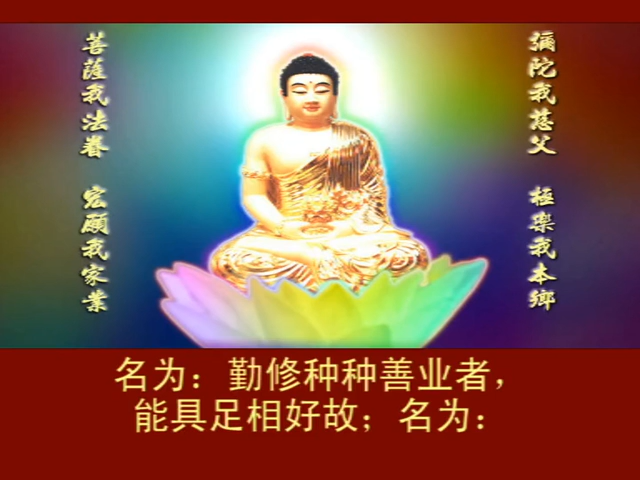 彌陀我慈父
極樂我本鄉
菩薩我法眷
宏願我家業
名为：勤修种种善业者，
能具足相好故；名为：